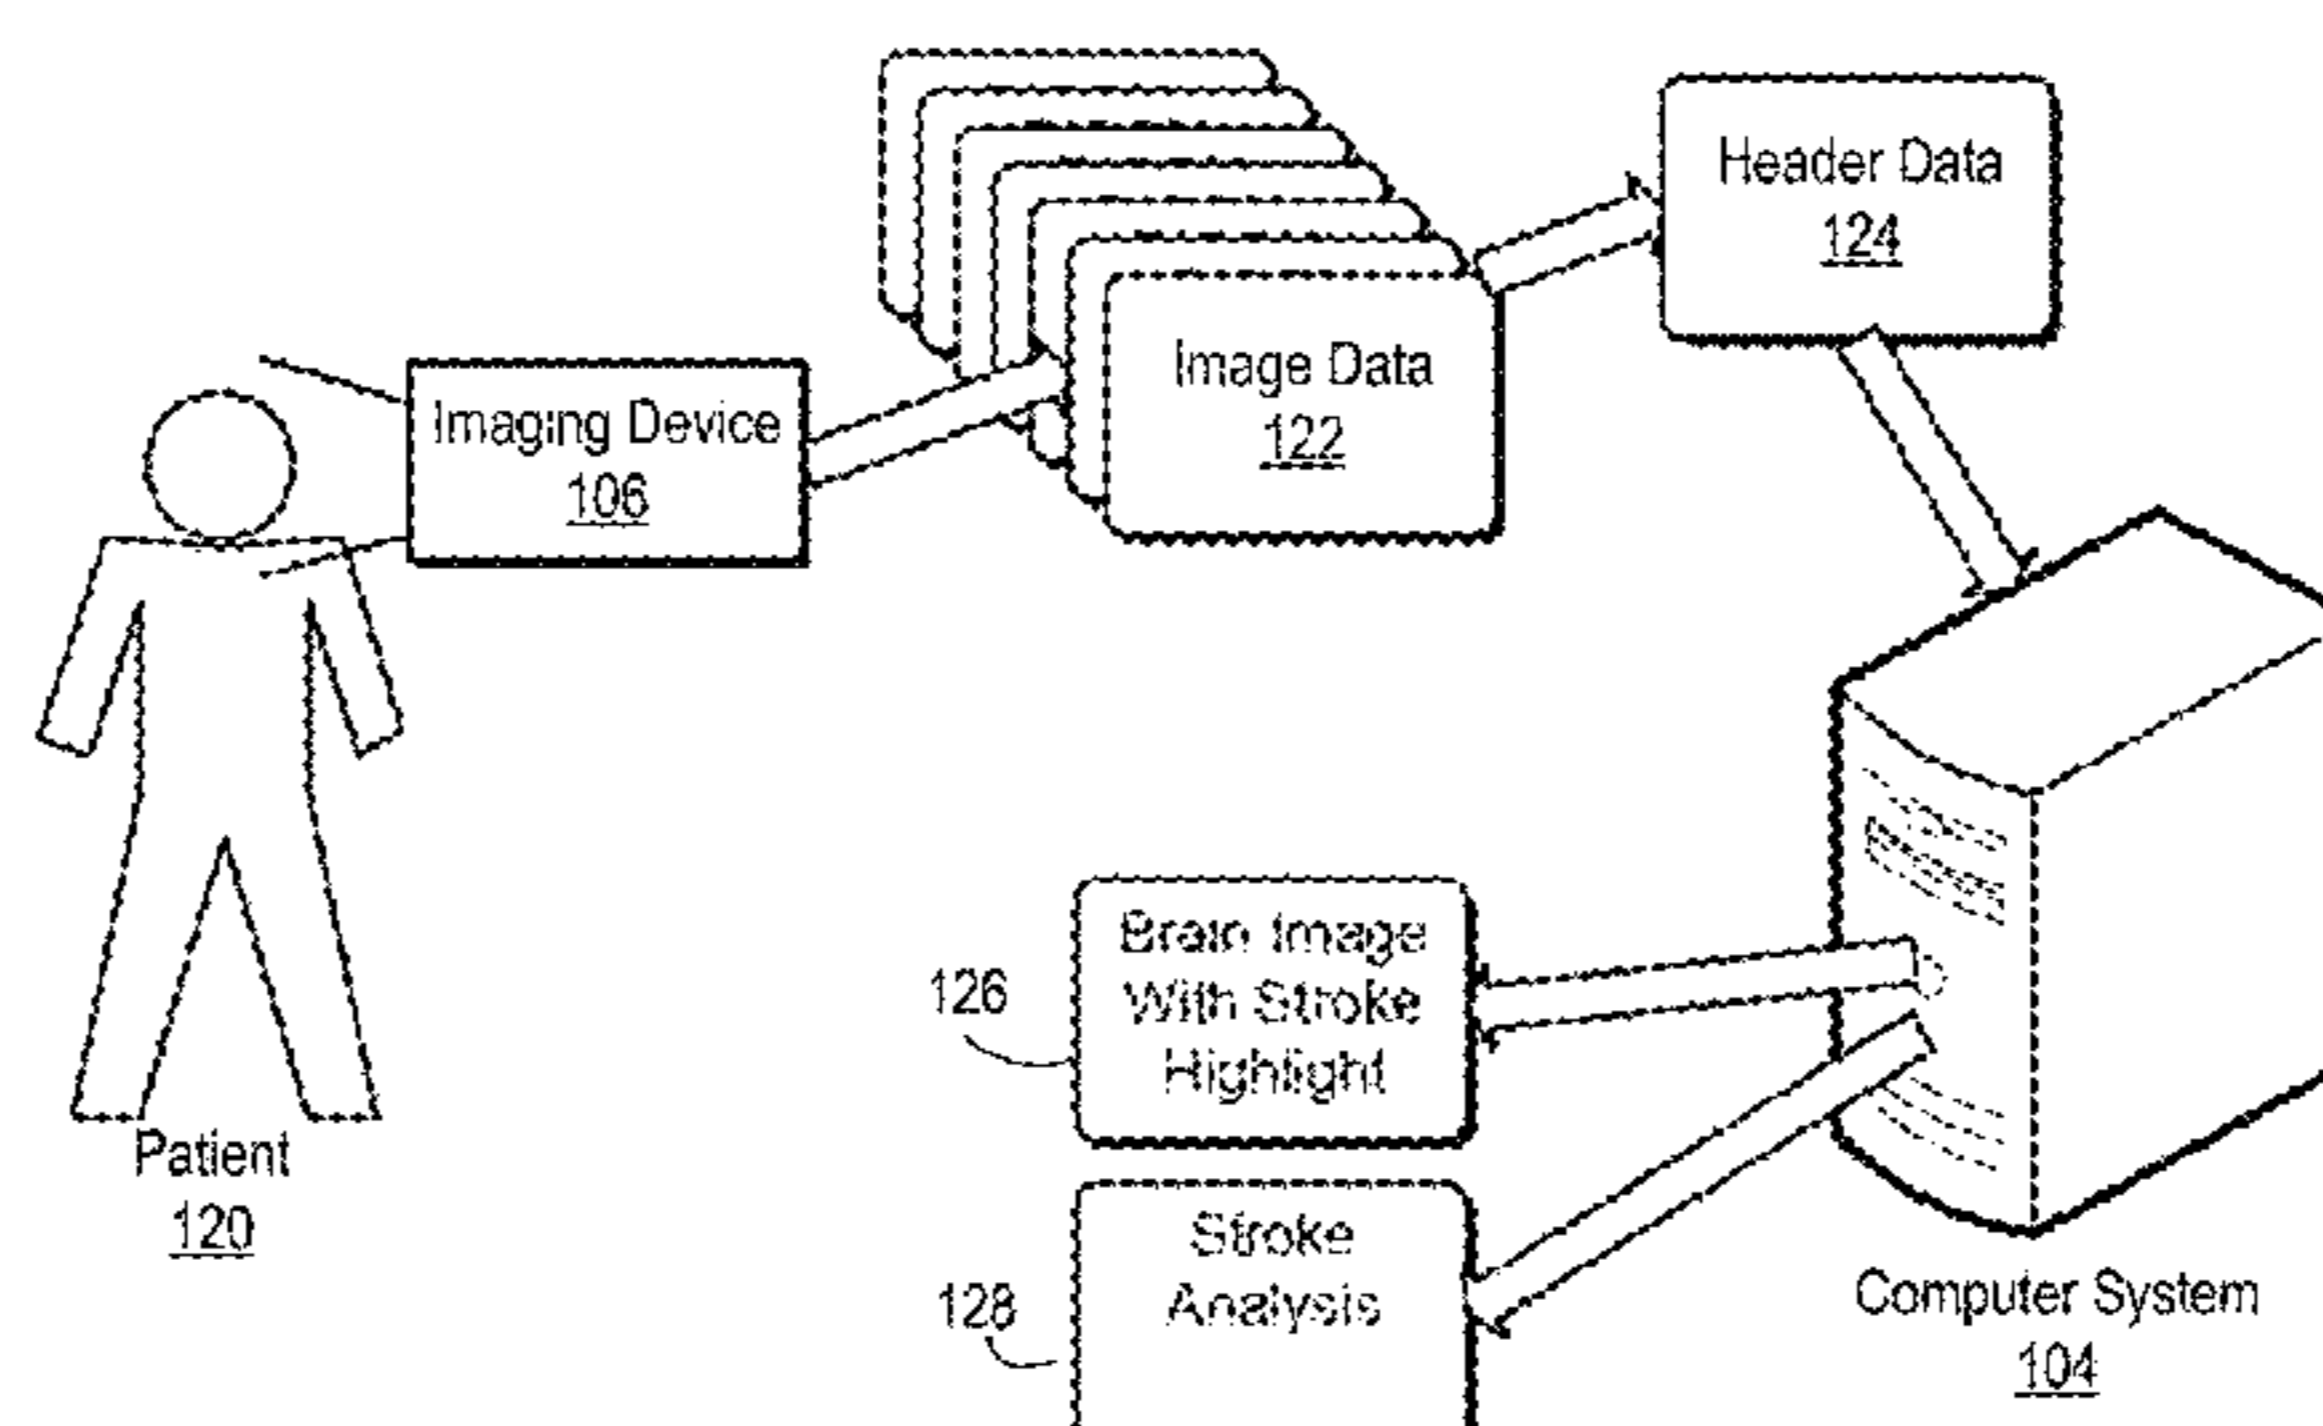 Header Data
124
Image Data
122
Imaging Device
106
Brain Image
With Stroke
Highlight
126
Patient
120
Stroke
Analysis
128
Computer System
104